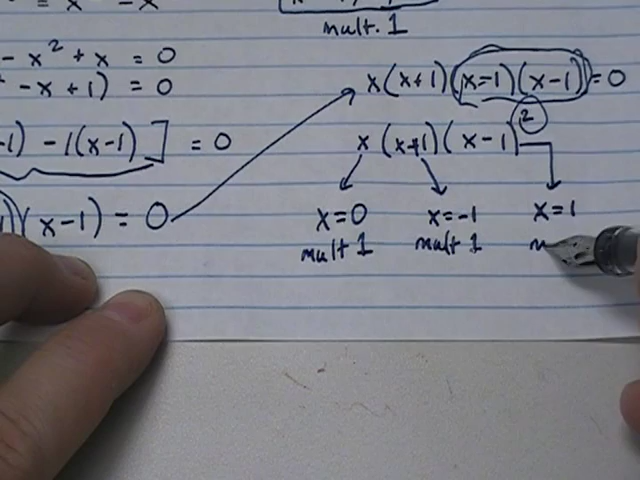 = x² - x
mult. 1
- x² + x = 0
- x + 1) = 0
-1) - 1(x-1) ] = 0
)(x-1) = 0
x(x+1)(x-1)(x-1) = 0
x (x+1)(x-1)²
x=0 x=-1 x=1
mult 1 mult 1 m